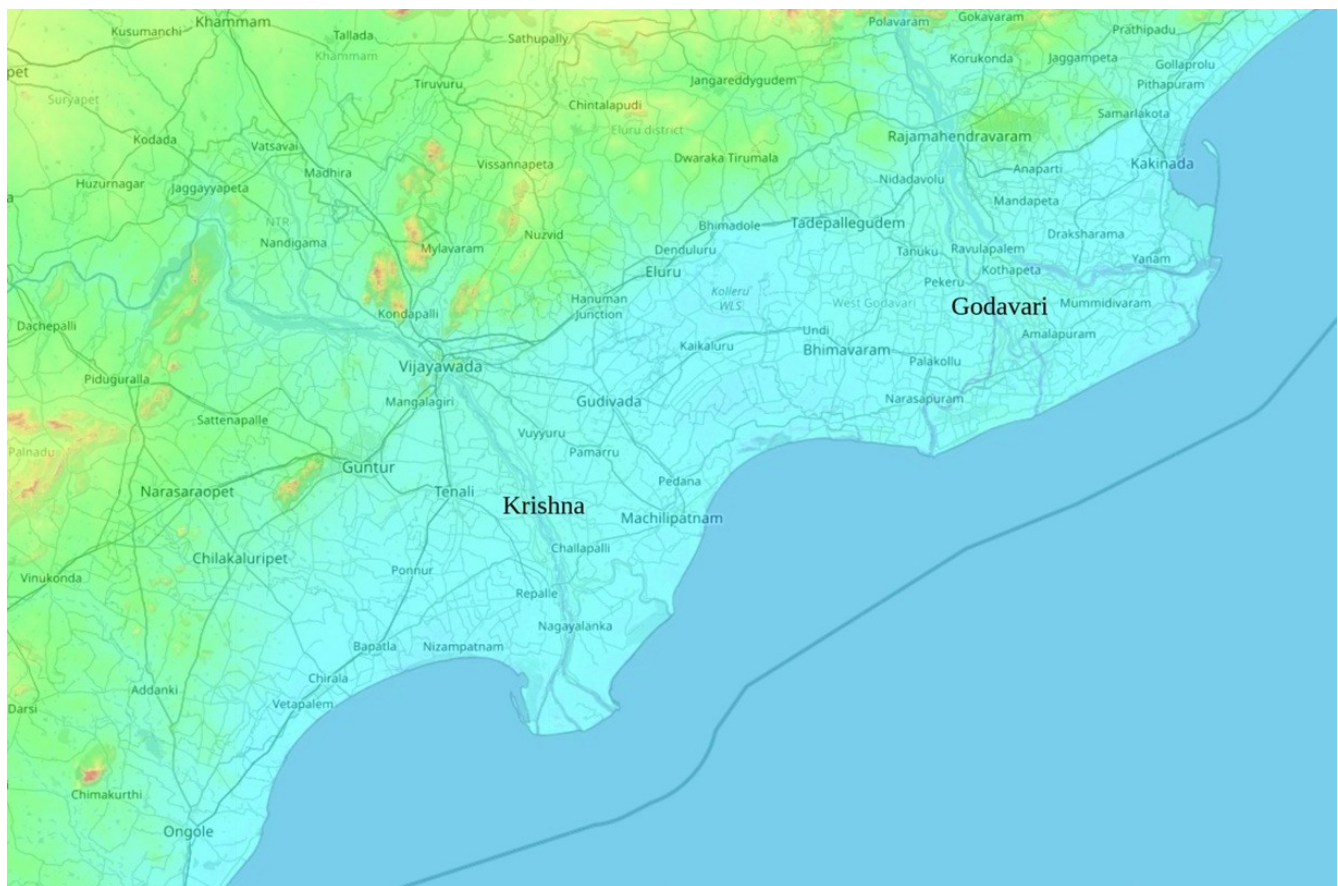 Khammam
Kusumanchi
Tallada
Sathupally
Polavaram
Gokavaram
Prathipadu
Khammam
Korukonda
Jaggampeta
Gollaprolu
pet
Suryapet
Tiruvuru
Jangareddygudem
Pithapuram
Chintalapudi
Samarlakota
Eluru district
Rajamahendravaram
Kodada
Vatsavai
Vissannapeta
Dwaraka Tirumala
Kakinada
Madhira
Anaparti
Huzurnagar
Jaggayyapeta
Nidadavolu
a
Mandapeta
NTR
Nandigama
Mylavaram
Nuzvid
Bhimadole
Tadepallegudem
Draksharama
Denduluru
Tanuku
Ravulapalem
Yanam
Eluru
Kothapeta
Kolleru
WLS
Pekeru
Hanuman
Junction
West Godavari
Godavari
Mummidivaram
Kondapalli
Dachepalli
Undi
Amalapuram
Kaikaluru
Bhimavaram
Vijayawada
Palakollu
Piduguralla
Mangalagiri
Gudivada
Narasapuram
Sattenapalle
Vuyyuru
Palnadu
Pamarru
Guntur
Pedana
Narasaraopet
Tenali
Krishna
Machilipatnam
Challapalli
Chilakaluripet
Ponnur
Vinukonda
Repalle
Nagayalanka
Bapatla
Nizampatnam
Chirala
Addanki
Vetapalem
Darsi
Chimakurthi
Ongole